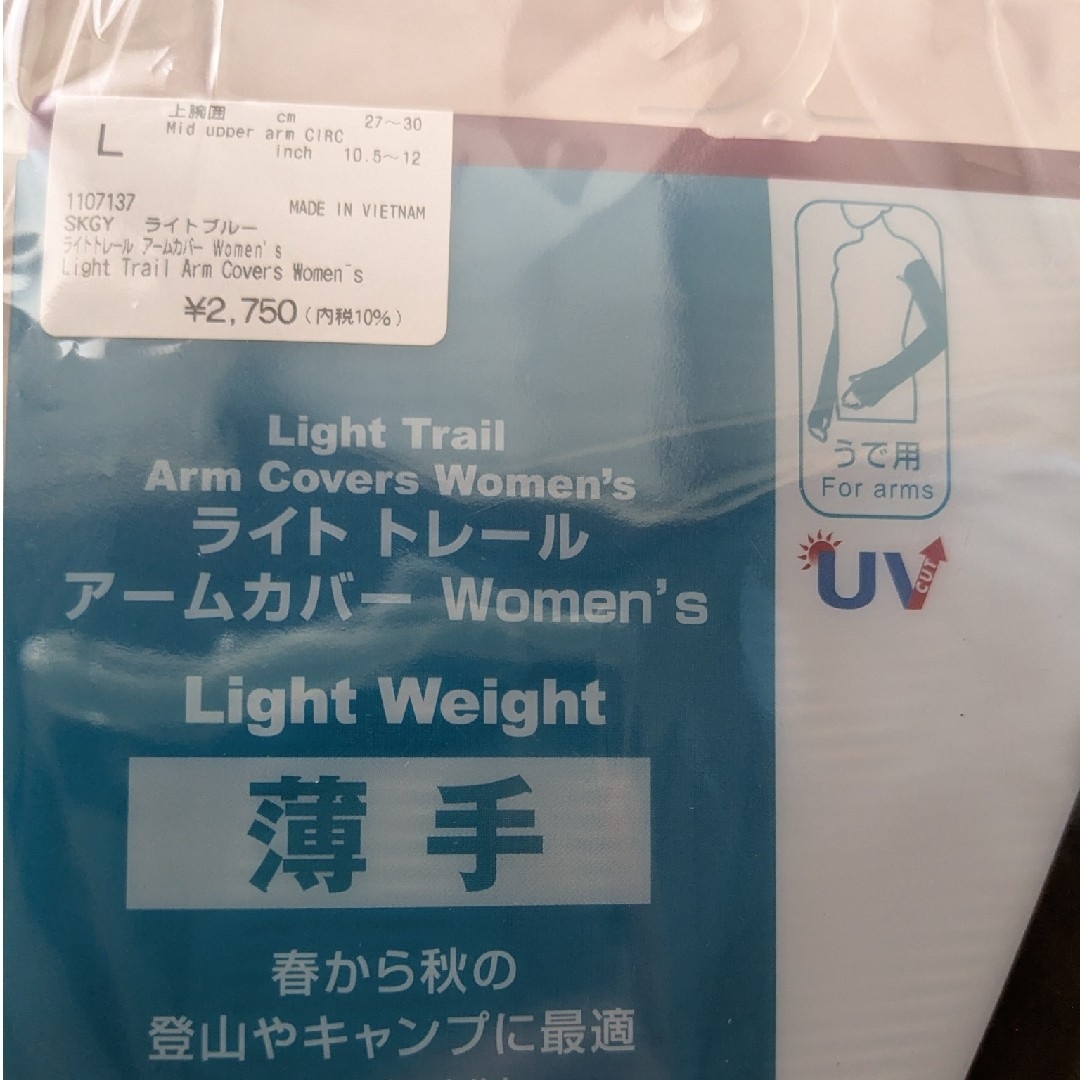 L
上腕囲 cm 27～30
Mid upper arm CIRC
inch 10.5～12
1107137
MADE IN VIETNAM
SKGY ライトブルー
ライトトレール アームカバー Women's
Light Trail Arm Covers Women's
¥2,750（内税10%）
Light Trail
Arm Covers Women's
ライト トレール
アームカバー Women's
Light Weight
薄手
春から秋の
登山やキャンプに最適
うで用
For arms
UV CUT